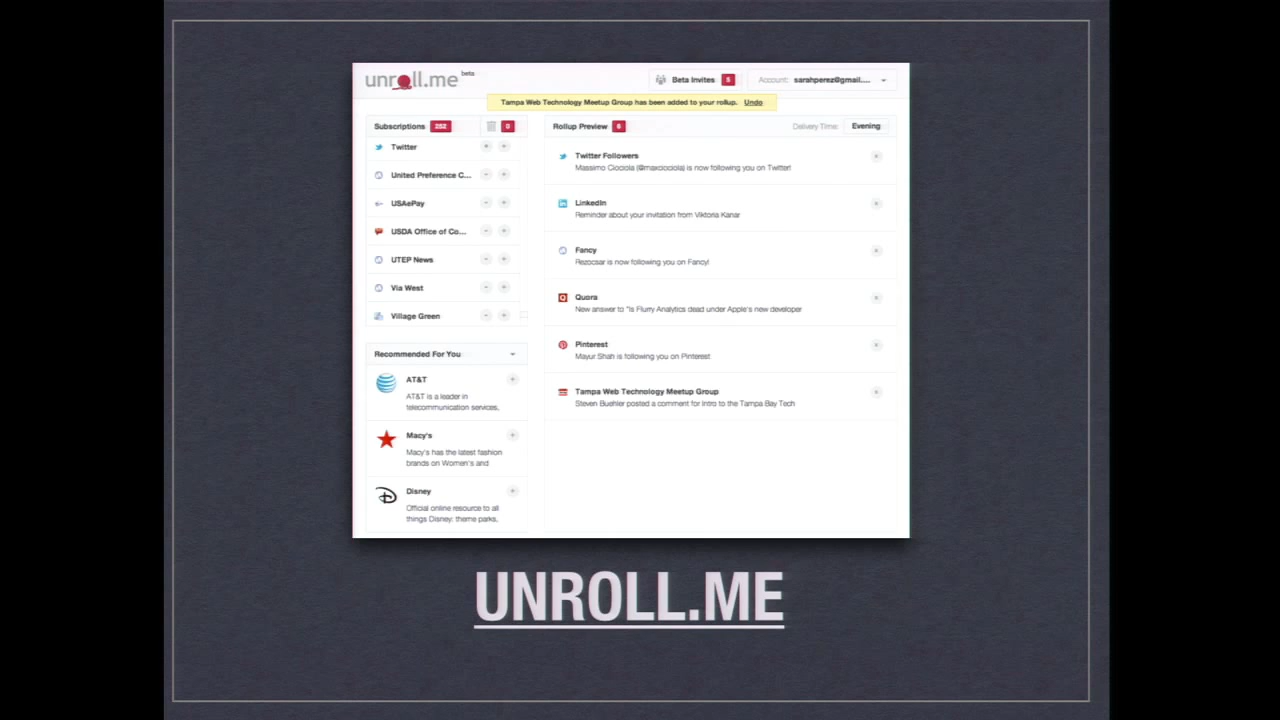 unroll.me beta
Beta Invites 5
Account: sarahperez@gmail....
Tampa Web Technology Meetup Group has been added to your rollup. Undo
Subscriptions 252 0
Twitter
United Preference C...
USAePay
USDA Office of Co...
UTEP News
Via West
Village Green
Recommended For You
AT&T
AT&T is a leader in
telecommunication services,
Macy's
Macy's has the latest fashion
brands on Women's and
Disney
Official online resource to all
things Disney: theme parks,
Rollup Preview 6
Delivery Time: Evening
Twitter Followers
Massimo Ciociola (@maxciociola) is now following you on Twitter!
LinkedIn
Reminder about your invitation from Viktoria Kanar
Fancy
Rezocsar is now following you on Fancy!
Quora
New answer to "Is Flurry Analytics dead under Apple's new developer
Pinterest
Mayur Shah is following you on Pinterest
Tampa Web Technology Meetup Group
Steven Buehler posted a comment for Intro to the Tampa Bay Tech
UNROLL.ME